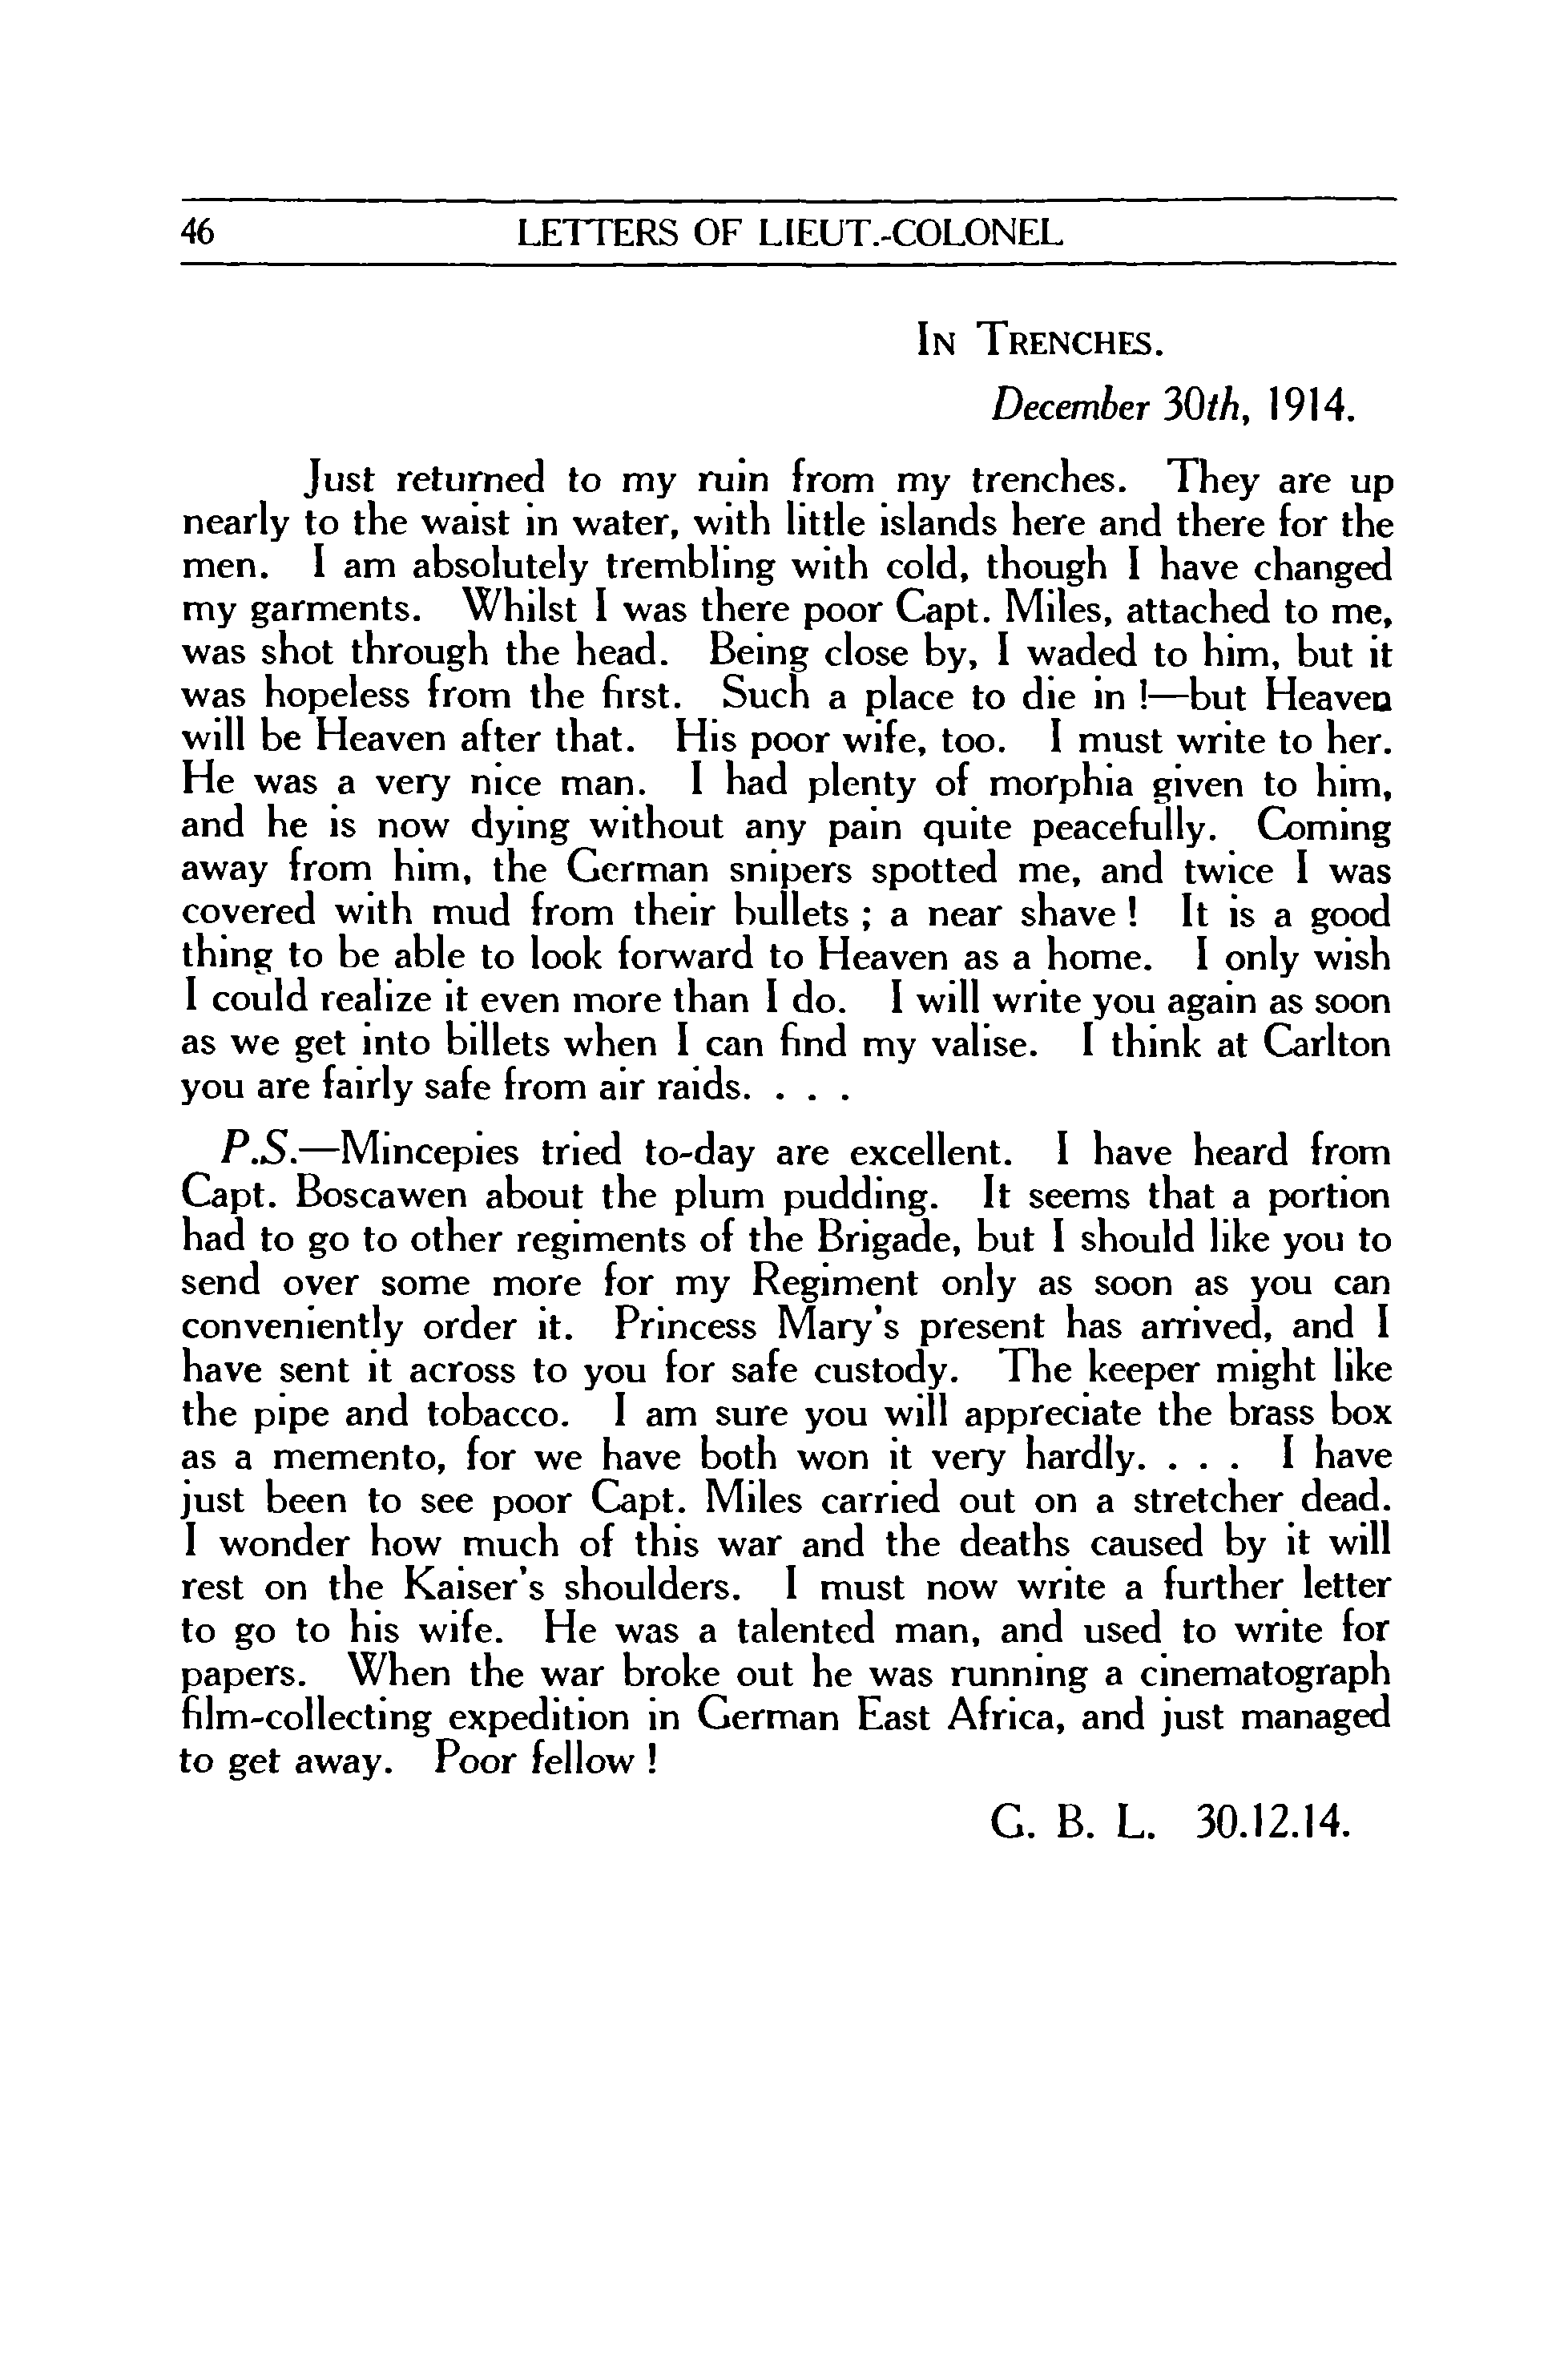 46 LETTERS OF LIEUT.-COLONEL
IN TRENCHES.
December 30th, 1914.
Just returned to my ruin from my trenches. They are up
nearly to the waist in water, with little islands here and there for the
men. I am absolutely trembling with cold, though I have changed
my garments. Whilst I was there poor Capt. Miles, attached to me,
was shot through the head. Being close by, I waded to him, but it
was hopeless from the first. Such a place to die in !—but Heaven
will be Heaven after that. His poor wife, too. I must write to her.
He was a very nice man. I had plenty of morphia given to him,
and he is now dying without any pain quite peacefully. Coming
away from him, the German snipers spotted me, and twice I was
covered with mud from their bullets ; a near shave ! It is a good
thing to be able to look forward to Heaven as a home. I only wish
I could realize it even more than I do. I will write you again as soon
as we get into billets when I can find my valise. I think at Carlton
you are fairly safe from air raids. . . .
P.S.—Mincepies tried to-day are excellent. I have heard from
Capt. Boscawen about the plum pudding. It seems that a portion
had to go to other regiments of the Brigade, but I should like you to
send over some more for my Regiment only as soon as you can
conveniently order it. Princess Mary's present has arrived, and I
have sent it across to you for safe custody. The keeper might like
the pipe and tobacco. I am sure you will appreciate the brass box
as a memento, for we have both won it very hardly. . . . I have
just been to see poor Capt. Miles carried out on a stretcher dead.
I wonder how much of this war and the deaths caused by it will
rest on the Kaiser's shoulders. I must now write a further letter
to go to his wife. He was a talented man, and used to write for
papers. When the war broke out he was running a cinematograph
film-collecting expedition in German East Africa, and just managed
to get away. Poor fellow !
G. B. L. 30.12.14.